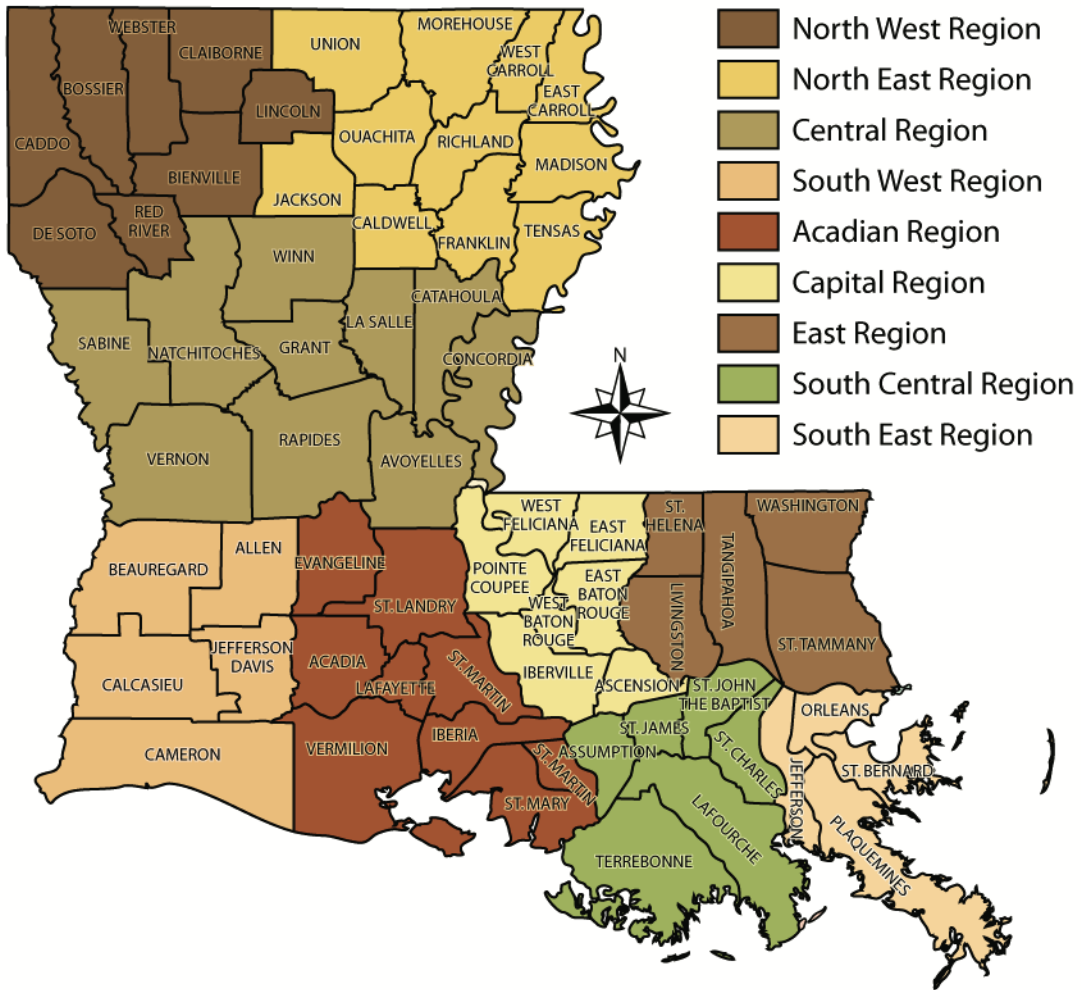 WEBSTER
CLAIBORNE
BOSSIER
CADDO
LINCOLN
BIENVILLE
DE SOTO
RED
RIVER
UNION
MOREHOUSE
WEST
CARROLL
EAST
CARROLL
OUACHITA
RICHLAND
MADISON
JACKSON
CALDWELL
FRANKLIN
TENSAS
WINN
CATAHOULA
LA SALLE
SABINE
NATCHITOCHES
GRANT
CONCORDIA
VERNON
RAPIDES
AVOYELLES
BEAUREGARD
ALLEN
JEFFERSON
DAVIS
CALCASIEU
CAMERON
EVANGELINE
ST. LANDRY
ACADIA
LAFAYETTE
ST. MARTIN
VERMILION
IBERIA
ST. MARTIN
ST. MARY
WEST
FELICIANA
EAST
FELICIANA
POINTE
COUPEE
EAST
BATON
ROUGE
WEST
BATON
ROUGE
IBERVILLE
ASCENSION
ST.
HELENA
TANGIPAHOA
WASHINGTON
LIVINGSTON
ST. TAMMANY
ST. JOHN
THE BAPTIST
ST. JAMES
ASSUMPTION
ST. CHARLES
LAFOURCHE
TERREBONNE
ORLEANS
JEFFERSON
ST. BERNARD
PLAQUEMINES
N
North West Region
North East Region
Central Region
South West Region
Acadian Region
Capital Region
East Region
South Central Region
South East Region